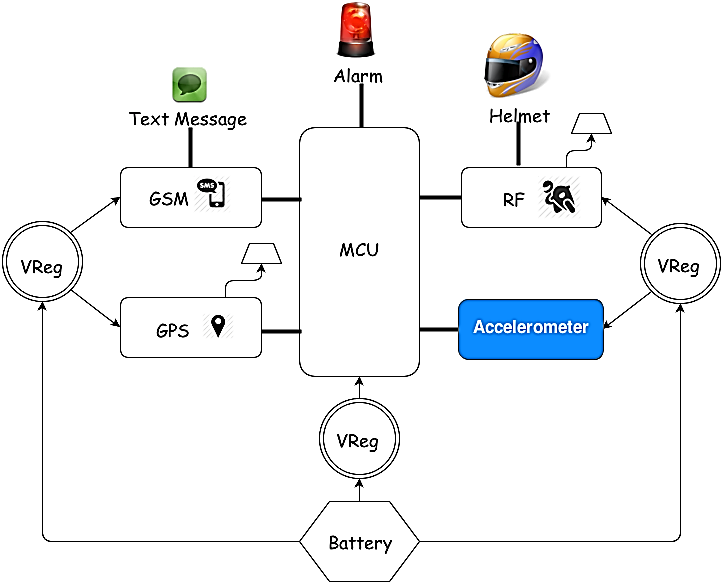 Alarm
Text Message
Helmet
GSM
SMS
RF
MCU
VReg
VReg
GPS
Accelerometer
VReg
Battery